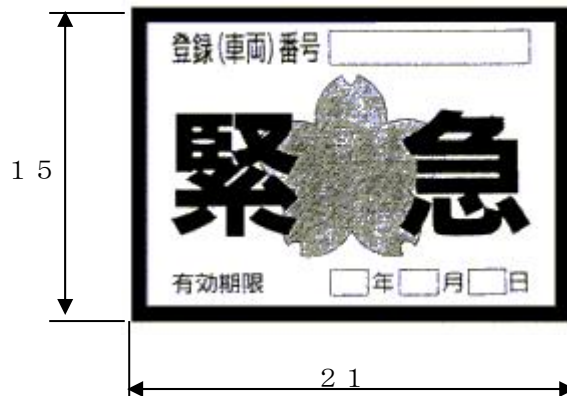 登録(車両)番号
１５
緊急
有効期限 年 月 日
２１